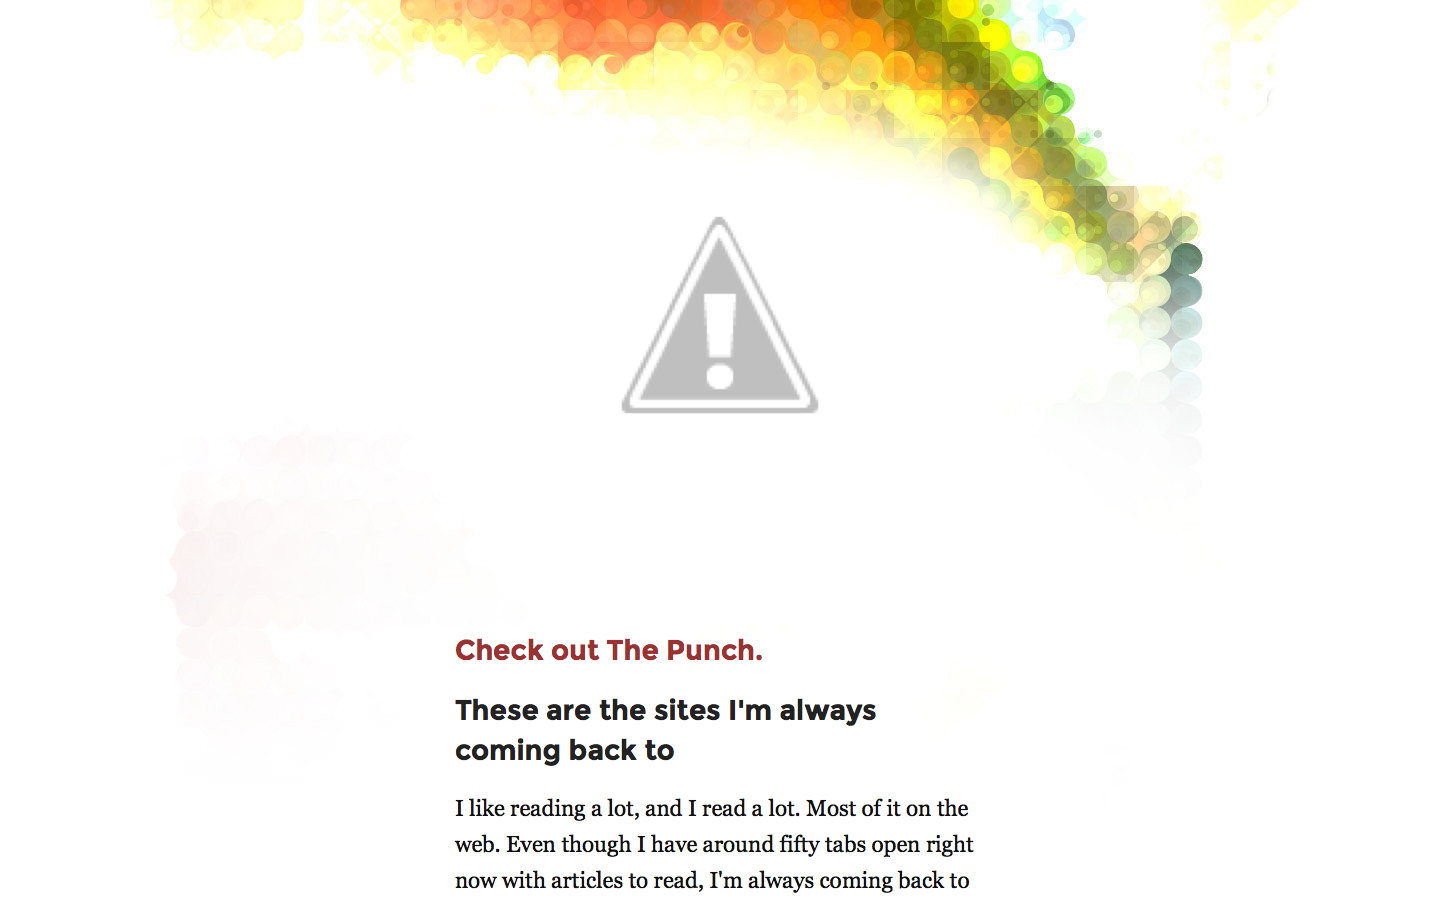 Check out The Punch.
These are the sites I'm always
coming back to
I like reading a lot, and I read a lot. Most of it on the
web. Even though I have around fifty tabs open right
now with articles to read, I'm always coming back to